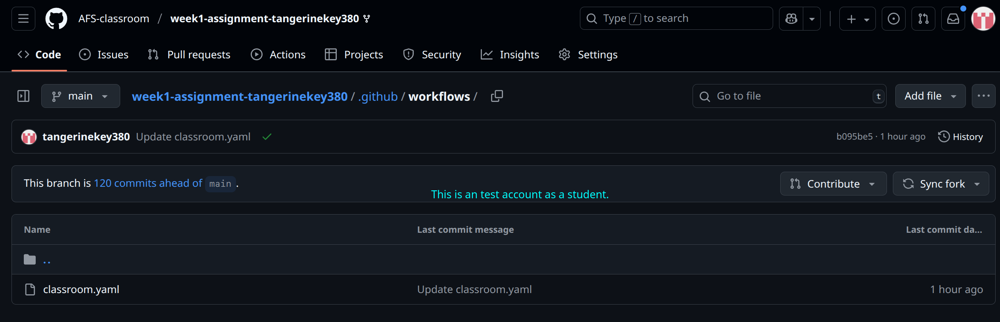 AFS-classroom / week1-assignment-tangerinekey380
Type / to search
Code Issues Pull requests Actions Projects Security Insights Settings
main
week1-assignment-tangerinekey380 / .github / workflows /
Go to file t
Add file
tangerinekey380 Update classroom.yaml
b095be5 · 1 hour ago
History
This branch is 120 commits ahead of main .
Contribute
Sync fork
This is an test account as a student.
Name Last commit message Last commit da...
..
classroom.yaml Update classroom.yaml 1 hour ago